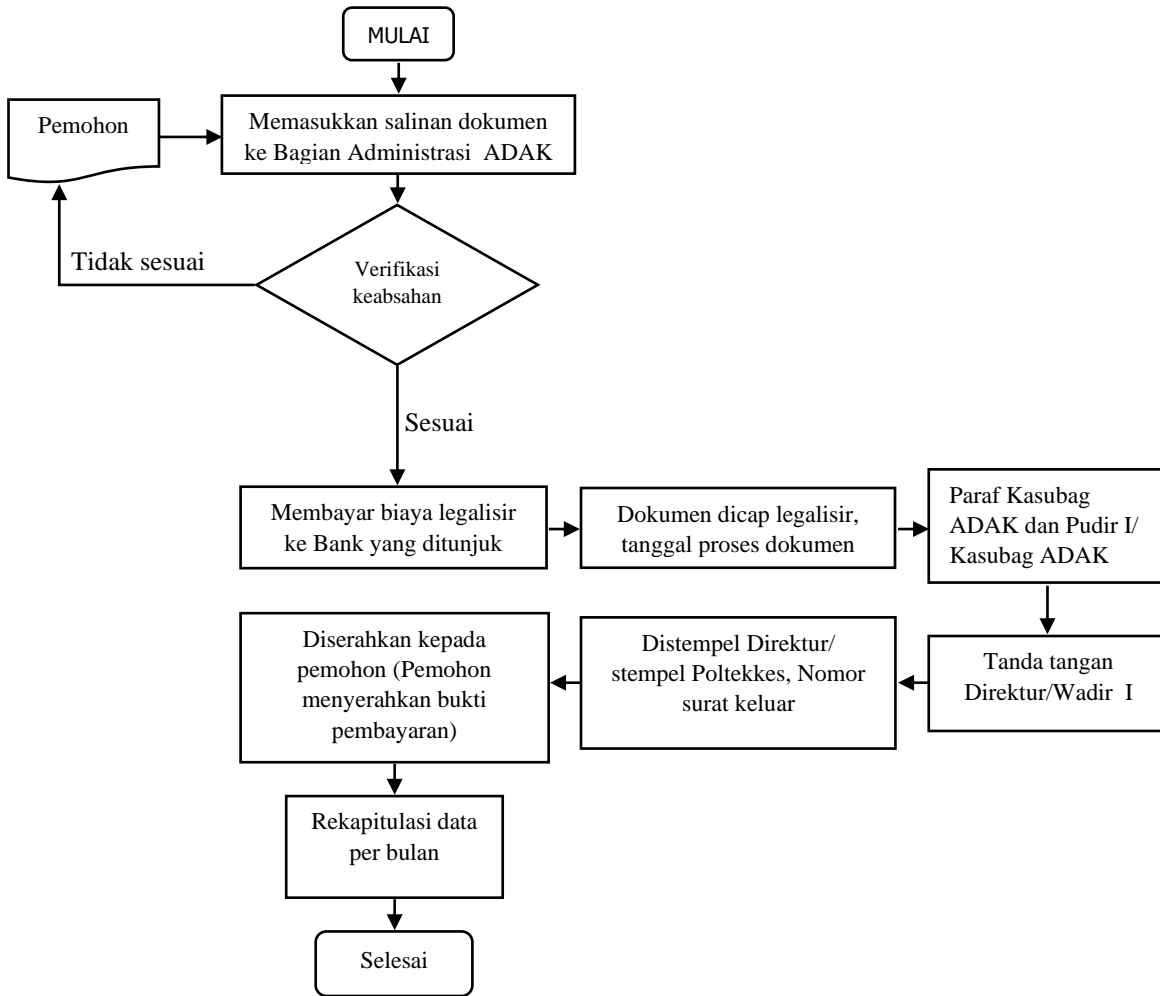 MULAI
Pemohon
Memasukkan salinan dokumen
ke Bagian Administrasi ADAK
Tidak sesuai
Verifikasi
keabsahan
Sesuai
Membayar biaya legalisir
ke Bank yang ditunjuk
Dokumen dicap legalisir,
tanggal proses dokumen
Paraf Kasubag
ADAK dan Pudir I/
Kasubag ADAK
Tanda tangan
Direktur/Wadir I
Distempel Direktur/
stempel Poltekkes, Nomor
surat keluar
Diserahkan kepada
pemohon (Pemohon
menyerahkan bukti
pembayaran)
Rekapitulasi data
per bulan
Selesai